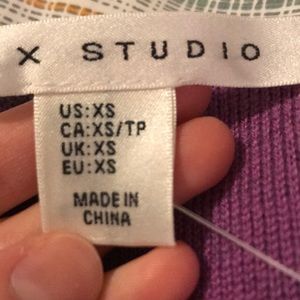 X STUDIO
US:XS
CA:XS/TP
UK:XS
EU:XS
MADE IN
CHINA